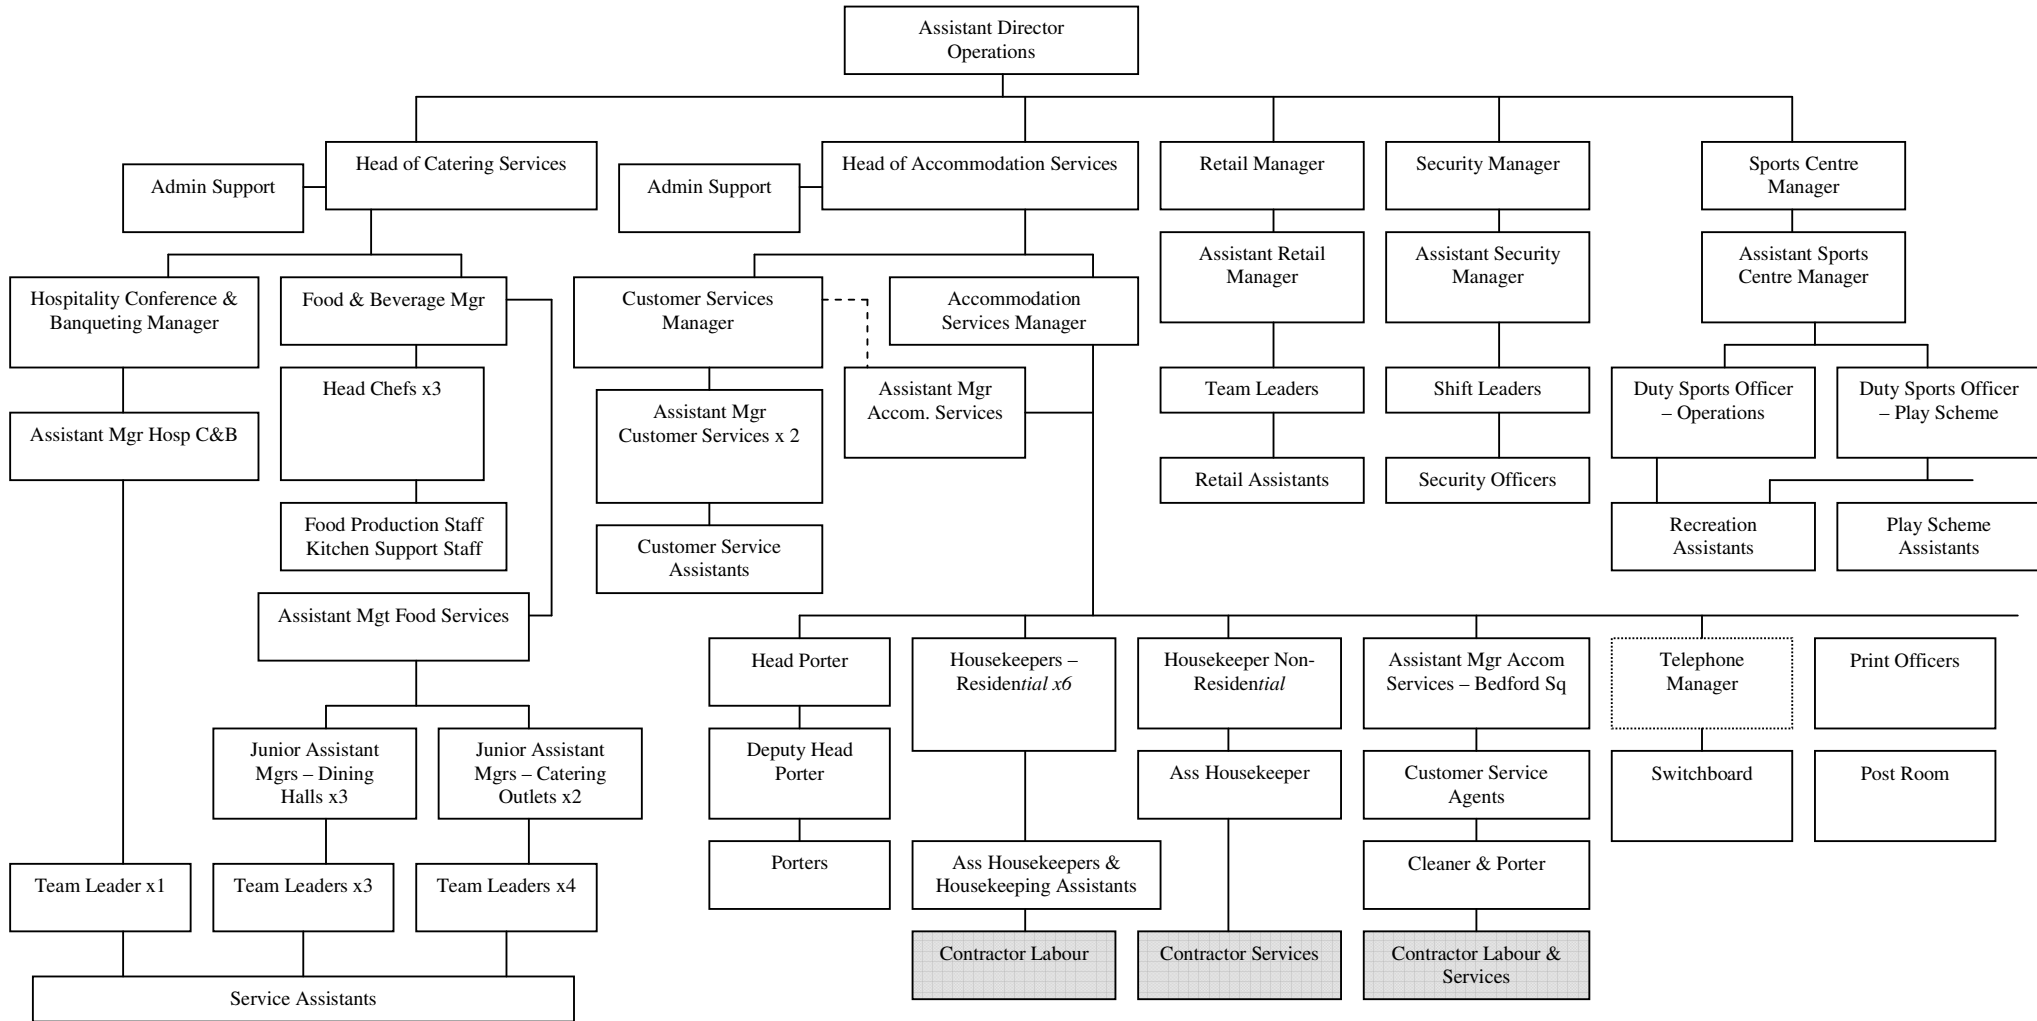 Assistant Director
Operations
Head of Catering Services
Admin Support
Head of Accommodation Services
Admin Support
Retail Manager
Security Manager
Sports Centre
Manager
Assistant Retail
Manager
Assistant Security
Manager
Assistant Sports
Centre Manager
Hospitality Conference &
Banqueting Manager
Food & Beverage Mgr
Customer Services
Manager
Accommodation
Services Manager
Head Chefs x3
Assistant Mgr
Customer Services x 2
Assistant Mgr
Accom. Services
Team Leaders
Shift Leaders
Duty Sports Officer
– Operations
Duty Sports Officer
– Play Scheme
Assistant Mgr Hosp C&B
Retail Assistants
Security Officers
Food Production Staff
Kitchen Support Staff
Customer Service
Assistants
Recreation
Assistants
Play Scheme
Assistants
Assistant Mgt Food Services
Head Porter
Housekeepers –
Residential x6
Housekeeper Non-
Residential
Assistant Mgr Accom
Services – Bedford Sq
Telephone
Manager
Print Officers
Junior Assistant
Mgrs – Dining
Halls x3
Junior Assistant
Mgrs – Catering
Outlets x2
Deputy Head
Porter
Ass Housekeeper
Customer Service
Agents
Switchboard
Post Room
Porters
Ass Housekeepers &
Housekeeping Assistants
Cleaner & Porter
Team Leader x1
Team Leaders x3
Team Leaders x4
Contractor Labour
Contractor Services
Contractor Labour &
Services
Service Assistants